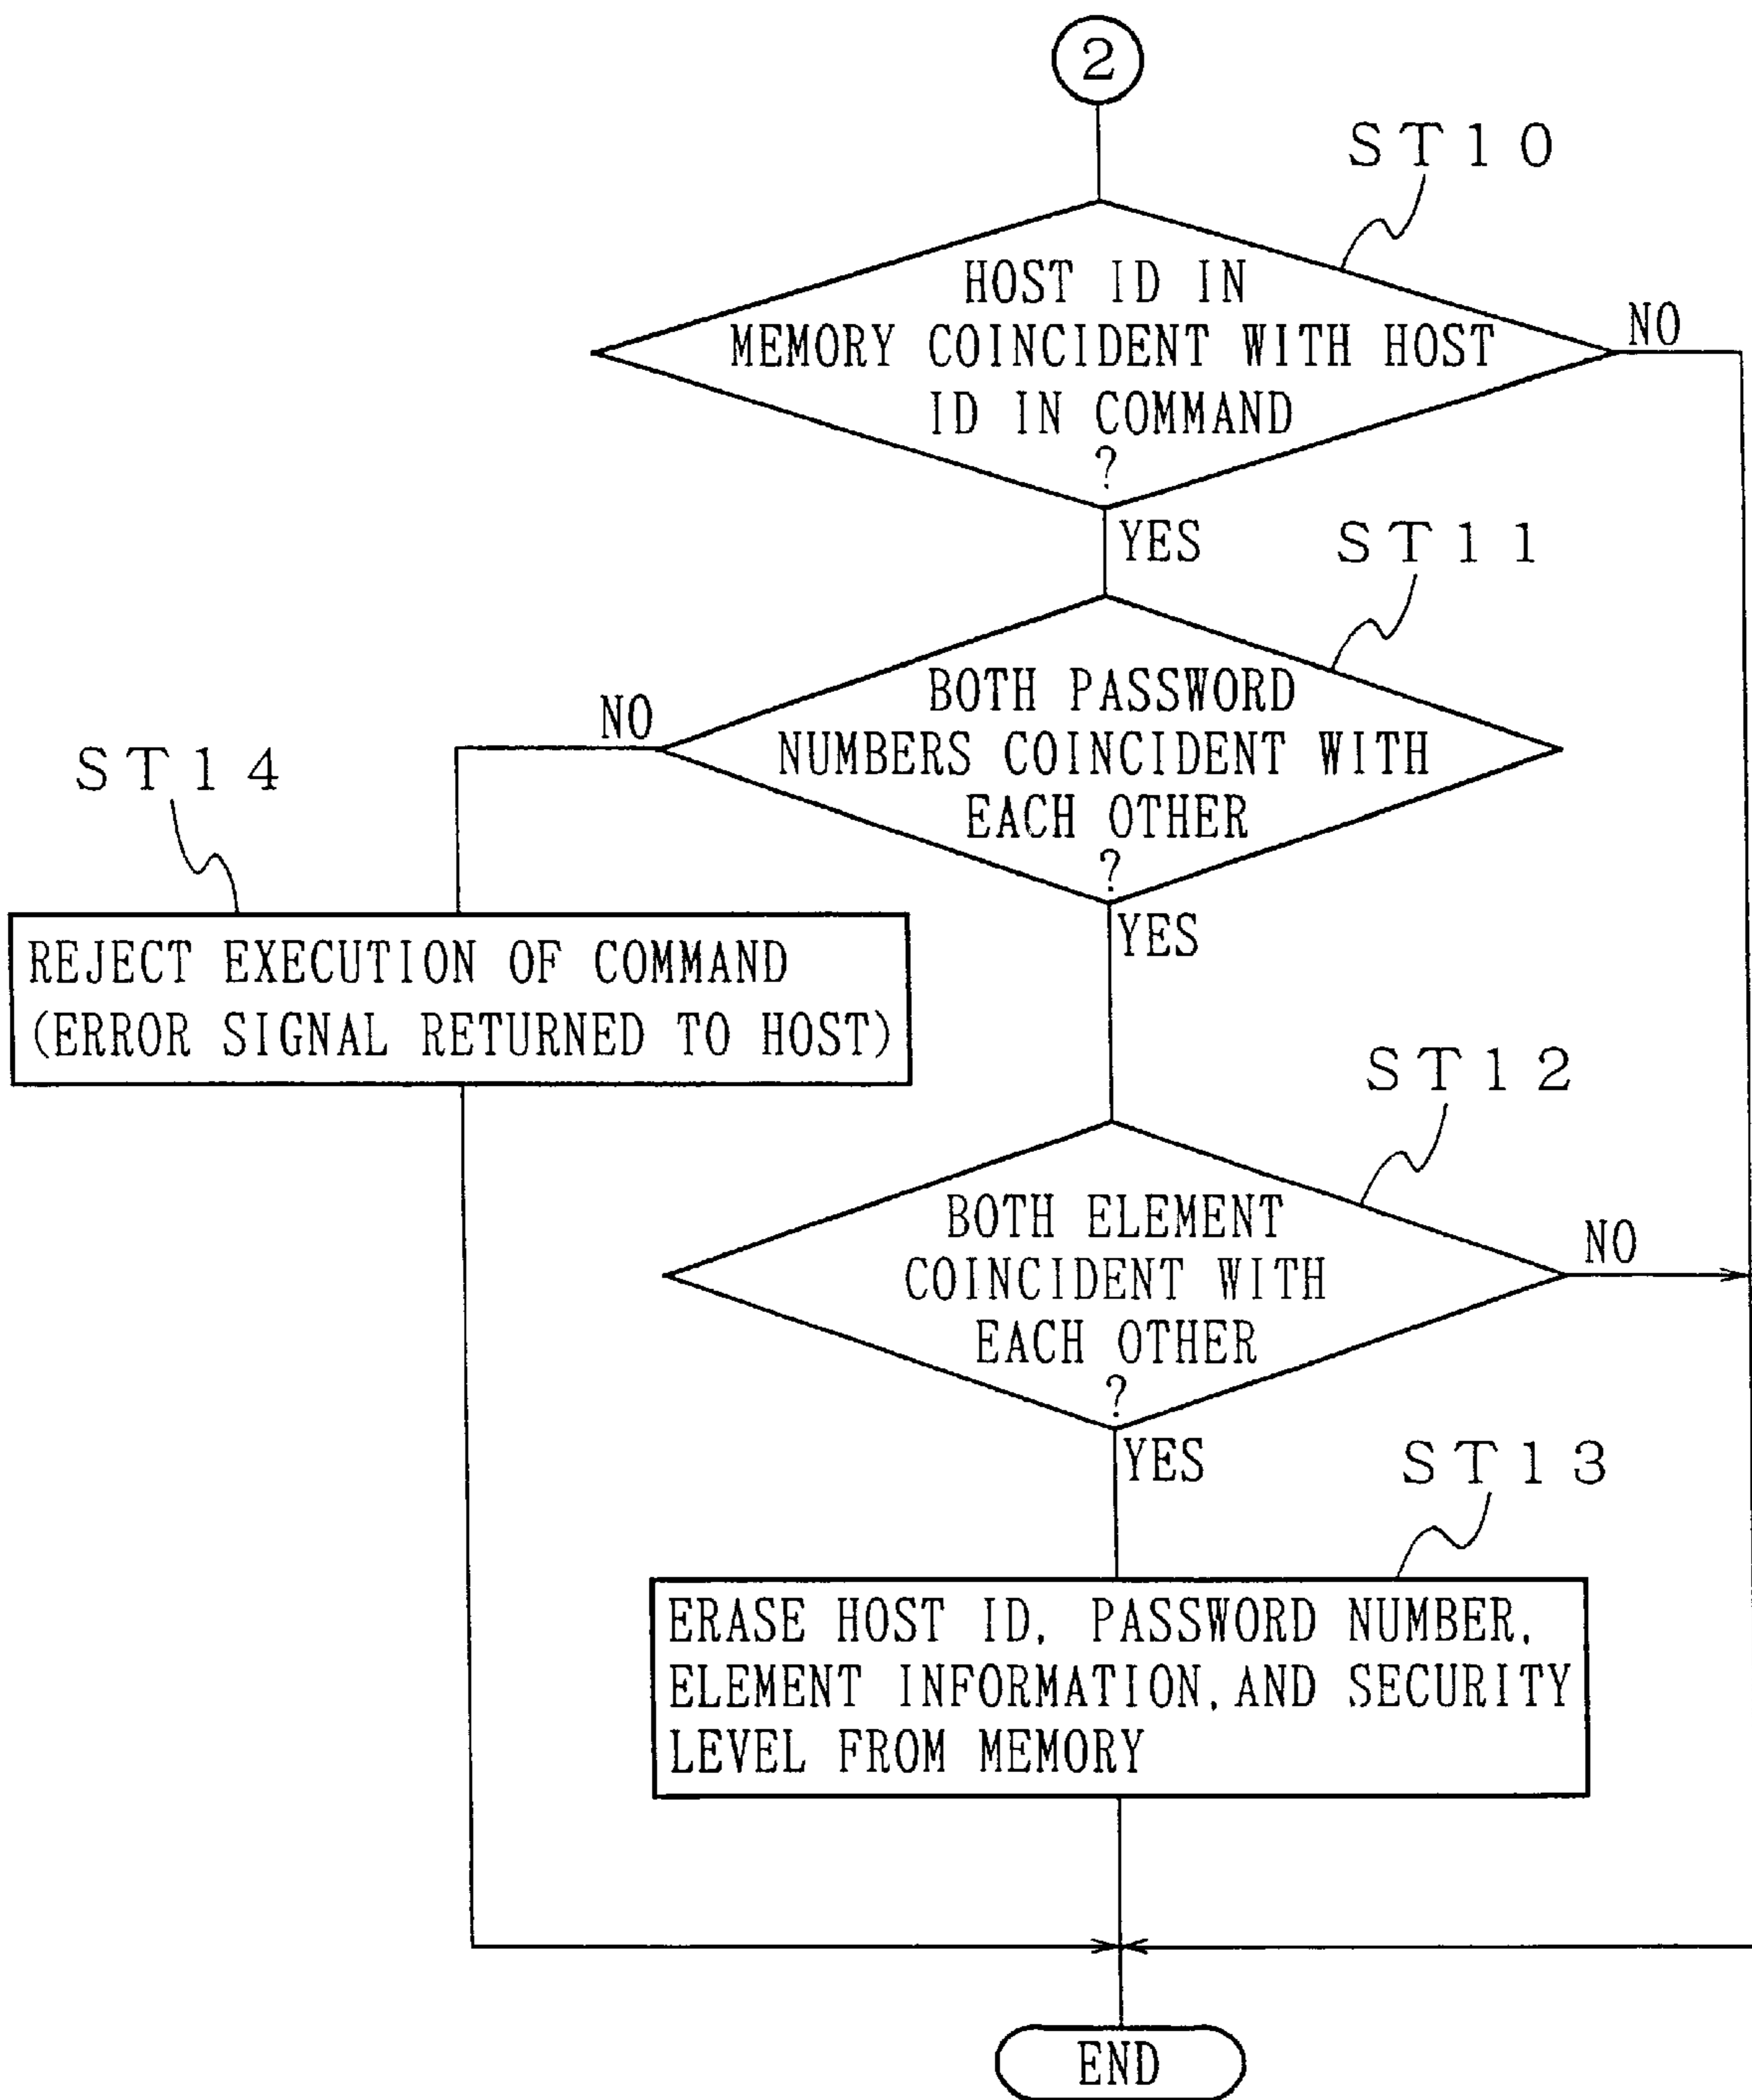 2
ST10
HOST ID IN
MEMORY COINCIDENT WITH HOST
ID IN COMMAND
?
NO
YES
ST11
BOTH PASSWORD
NUMBERS COINCIDENT WITH
EACH OTHER
?
NO
YES
ST14
REJECT EXECUTION OF COMMAND
(ERROR SIGNAL RETURNED TO HOST)
ST12
BOTH ELEMENT
COINCIDENT WITH
EACH OTHER
?
NO
YES
ST13
ERASE HOST ID, PASSWORD NUMBER,
ELEMENT INFORMATION, AND SECURITY
LEVEL FROM MEMORY
END